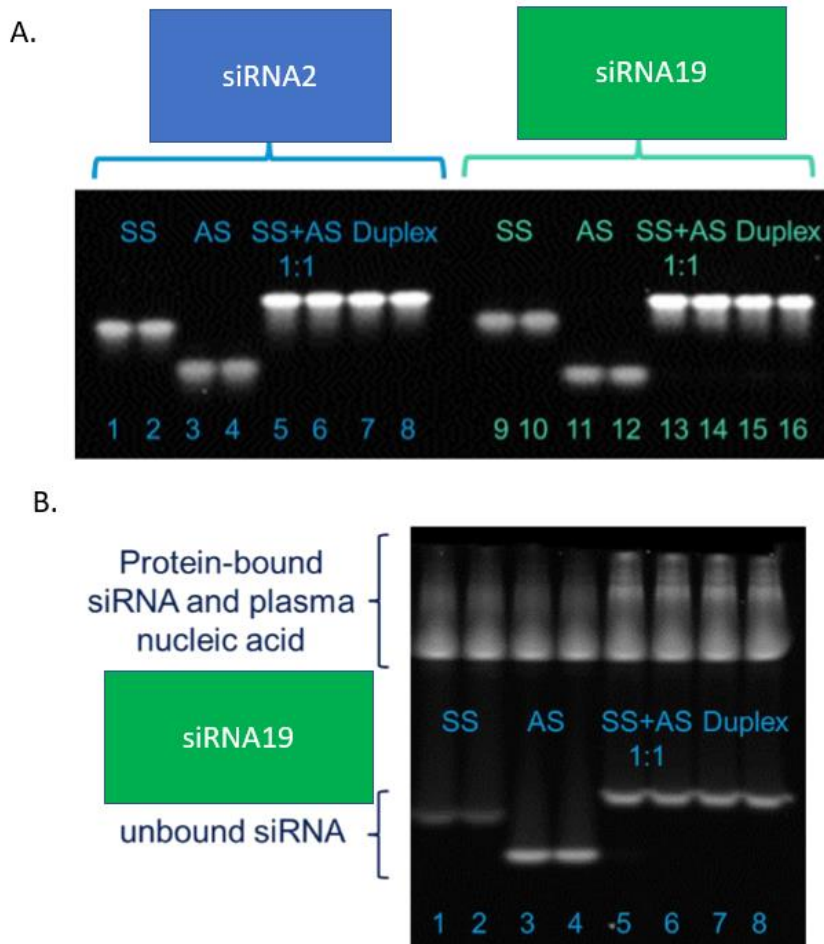 A.
siRNA2
siRNA19
SS AS SS+AS Duplex
1:1
SS AS SS+AS Duplex
1:1
1 2 3 4 5 6 7 8
9 10 11 12 13 14 15 16
B.
Protein-bound
siRNA and plasma
nucleic acid
siRNA19
unbound siRNA
SS AS SS+AS Duplex
1:1
1 2 3 4 5 6 7 8